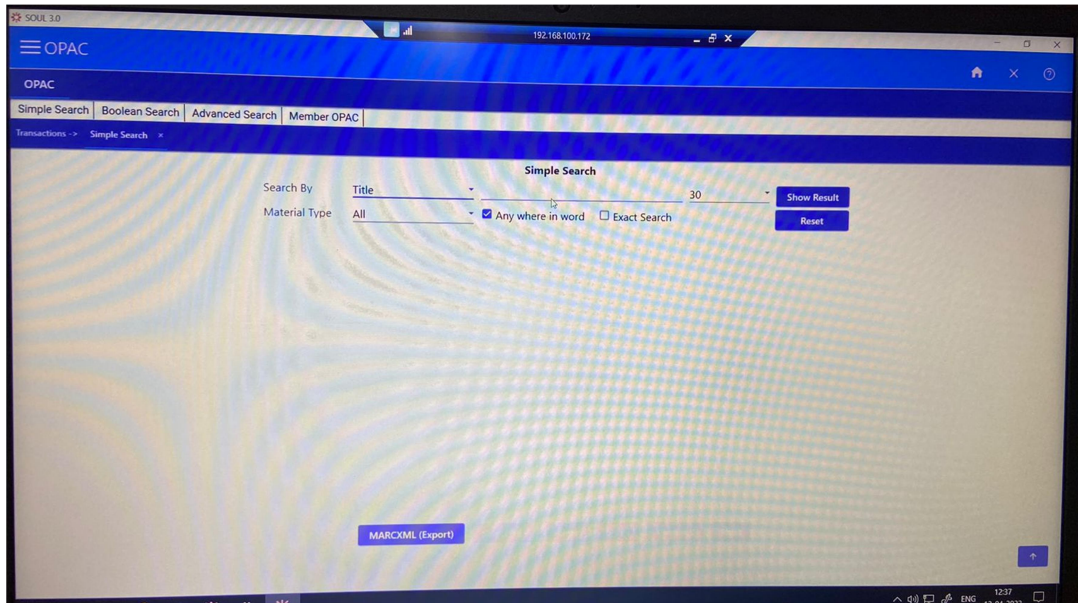 SOUL 3.0
192.168.100.172
OPAC
OPAC
Simple Search Boolean Search Advanced Search Member OPAC
Transactions -> Simple Search ×
Simple Search
Search By Title 30 Show Result
Material Type All Any where in word Exact Search Reset
MARCXML (Export)
ENG 12:37